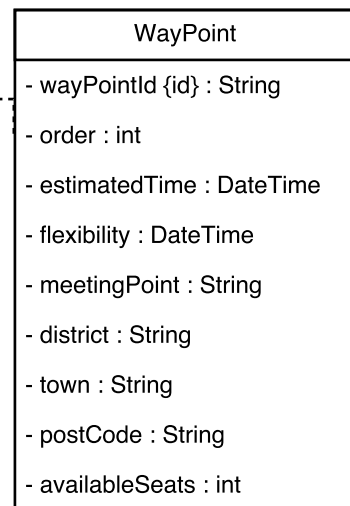 WayPoint
- wayPointId {id} : String
- order : int
- estimatedTime : DateTime
- flexibility : DateTime
- meetingPoint : String
- district : String
- town : String
- postCode : String
- availableSeats : int